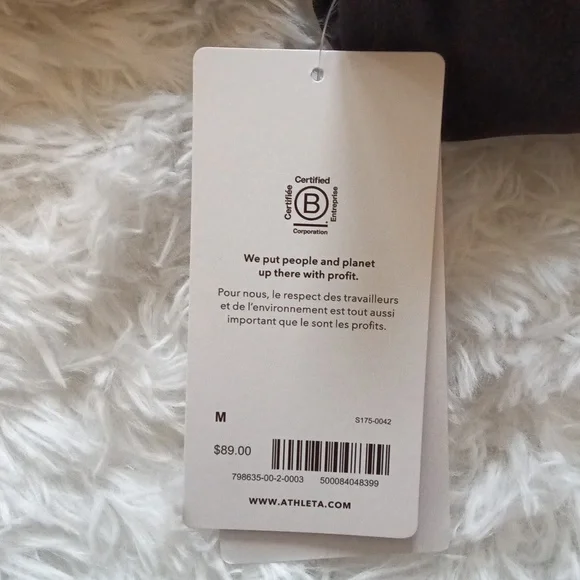 Certified
Certifiée
B
Entreprise
Corporation
We put people and planet
up there with profit.
Pour nous, le respect des travailleurs
et de l'environnement est tout aussi
important que le sont les profits.
M
S175-0042
$89.00
798635-00-2-0003 500084048399
WWW.ATHLETA.COM